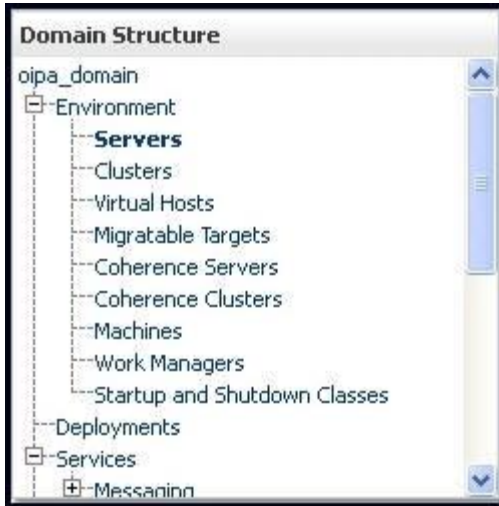 Domain Structure
oipa_domain
Environment
Servers
Clusters
Virtual Hosts
Migratable Targets
Coherence Servers
Coherence Clusters
Machines
Work Managers
Startup and Shutdown Classes
Deployments
Services
Messaging